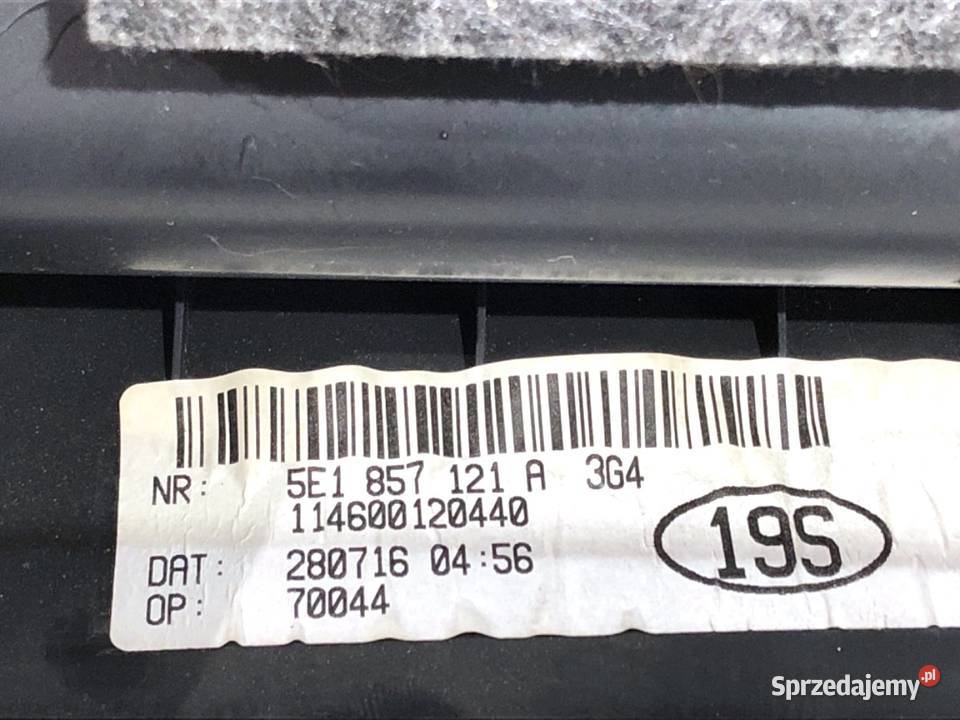 NR: 5E1 857 121 A 3G4
114600120440
19S
DAT: 280716 04:56
OP: 70044
Sprzedajemy.pl